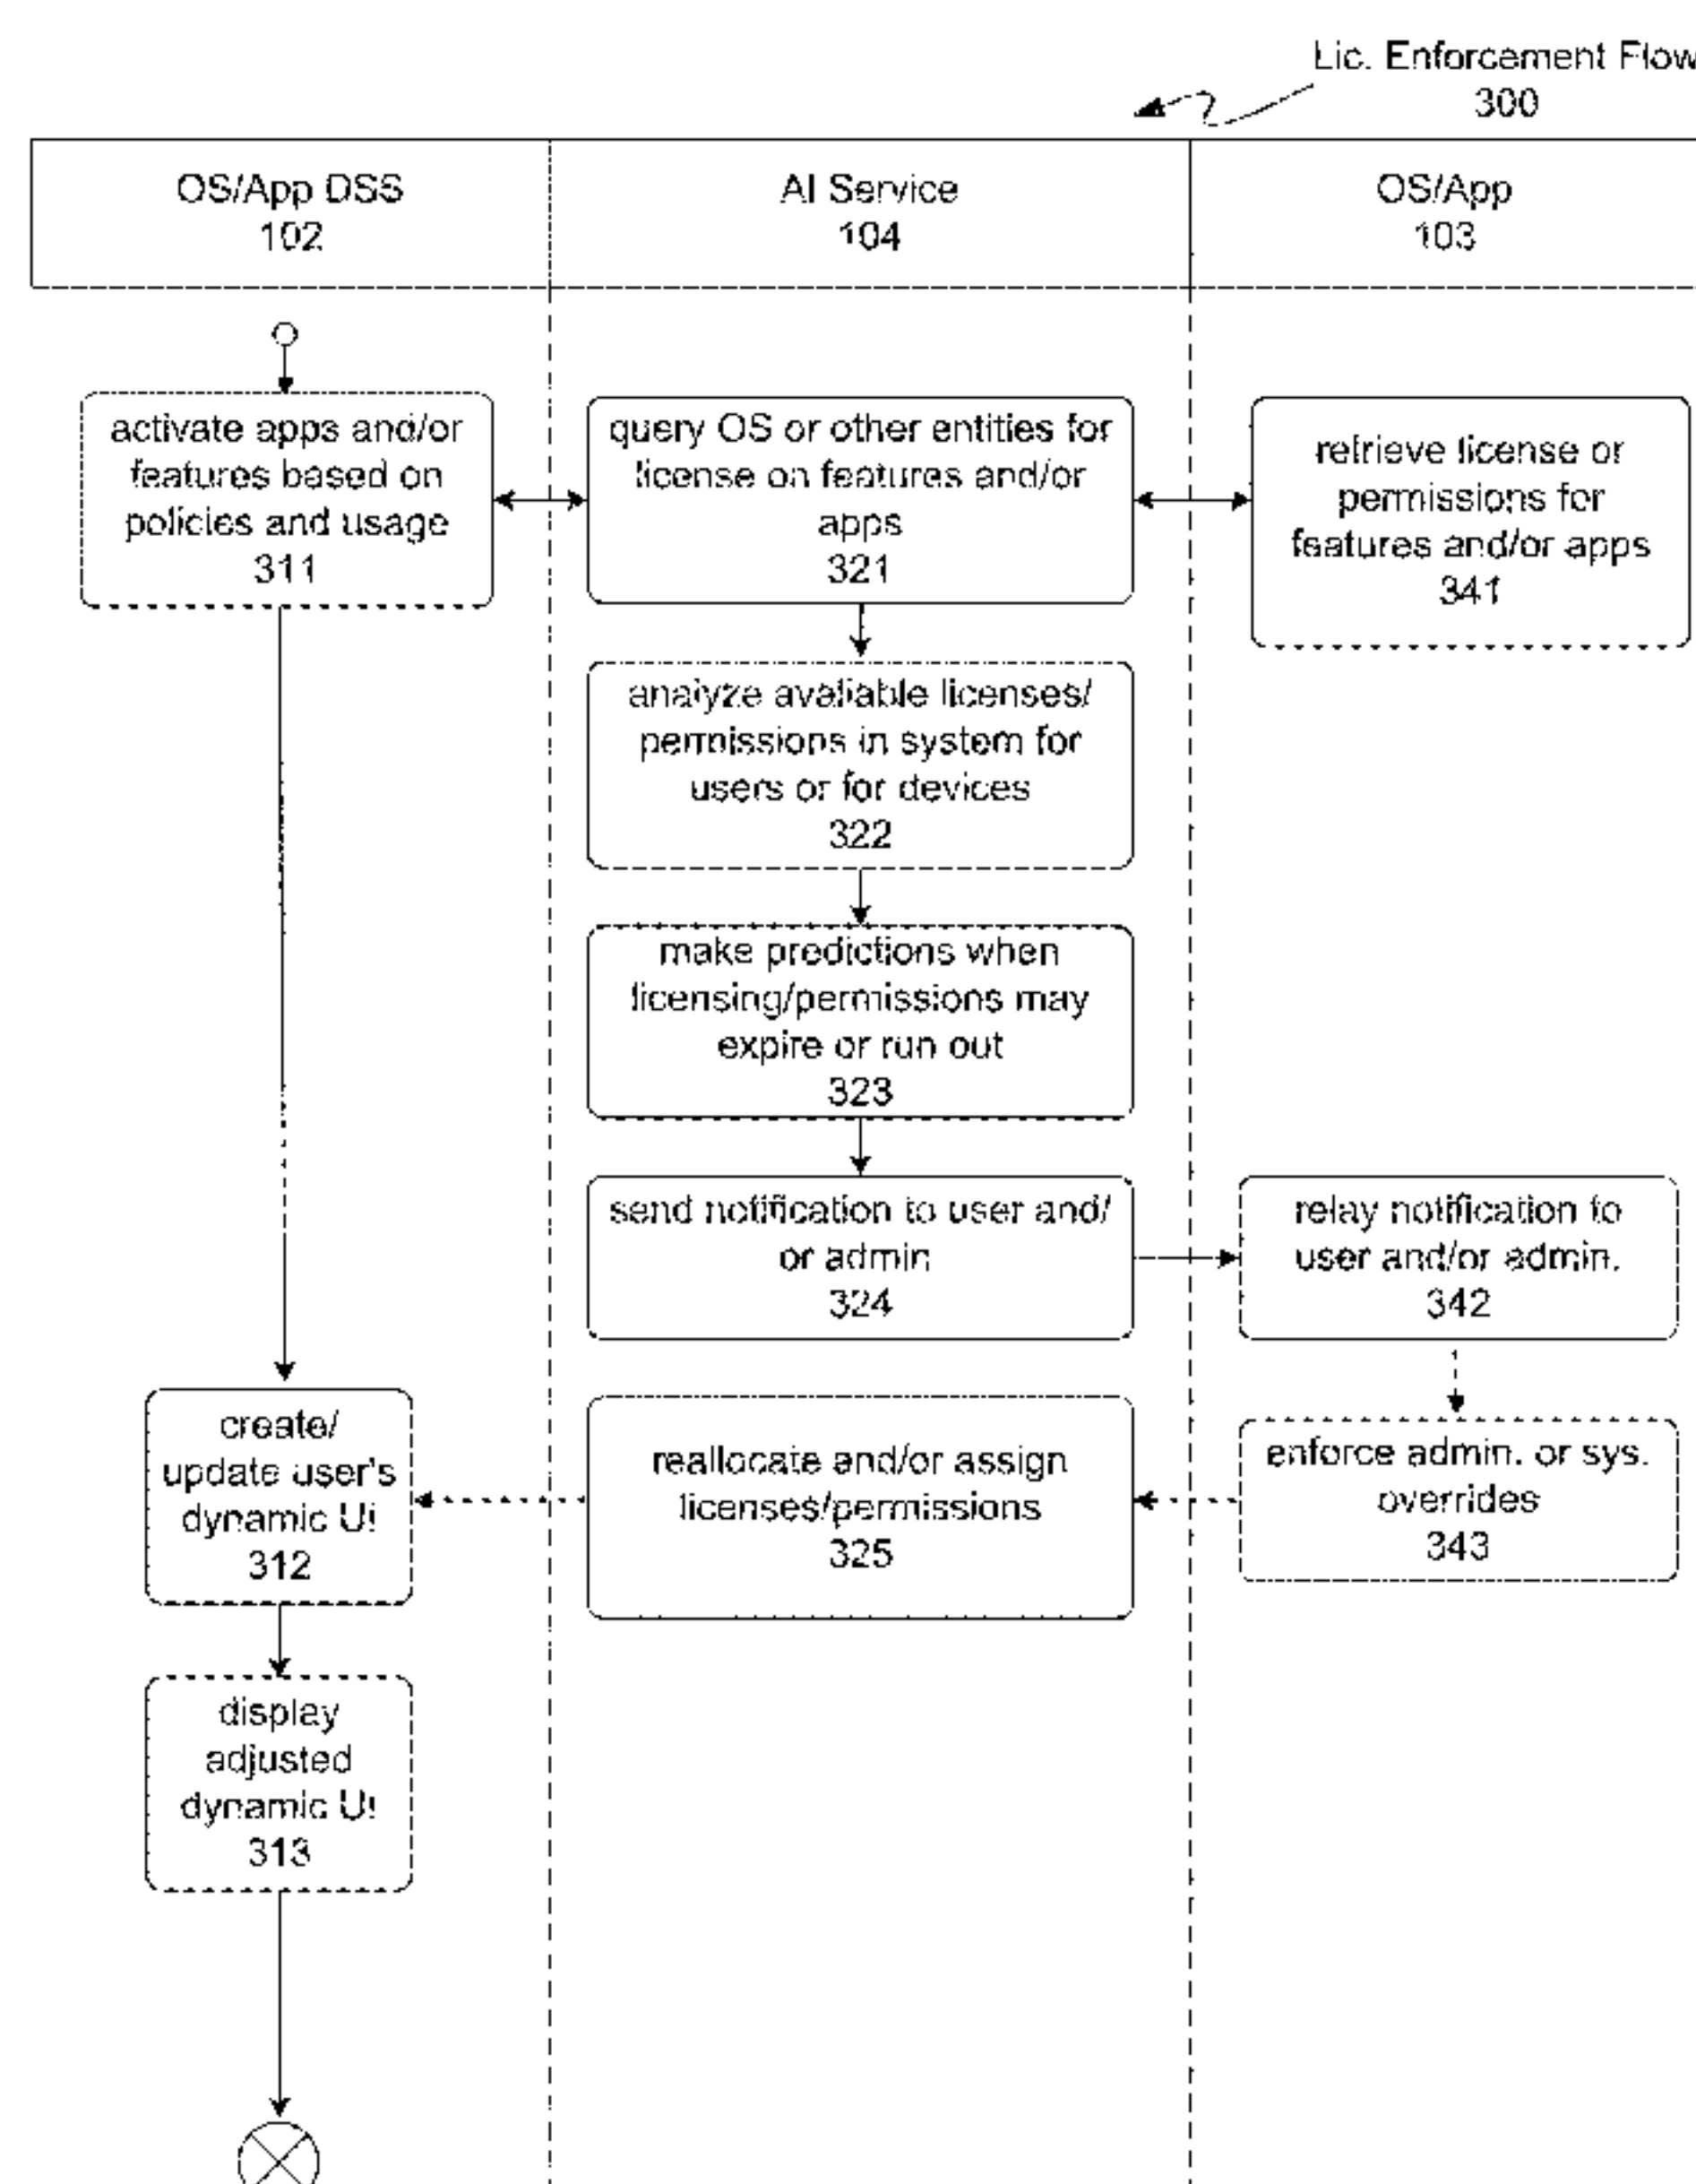 Lic. Enforcement Flow
300
OS/App DSS
102
AI Service
104
OS/App
103
activate apps and/or
features based on
policies and usage
311
query OS or other entities for
license on features and/or
apps
321
retrieve license or
permissions for
features and/or apps
341
analyze available licenses/
permissions in system for
users or for devices
322
make predictions when
licensing/permissions may
expire or run out
323
send notification to user and/
or admin
324
relay notification to
user and/or admin.
342
create/
update user's
dynamic UI
312
reallocate and/or assign
licenses/permissions
325
enforce admin. or sys.
overrides
343
display
adjusted
dynamic UI
313